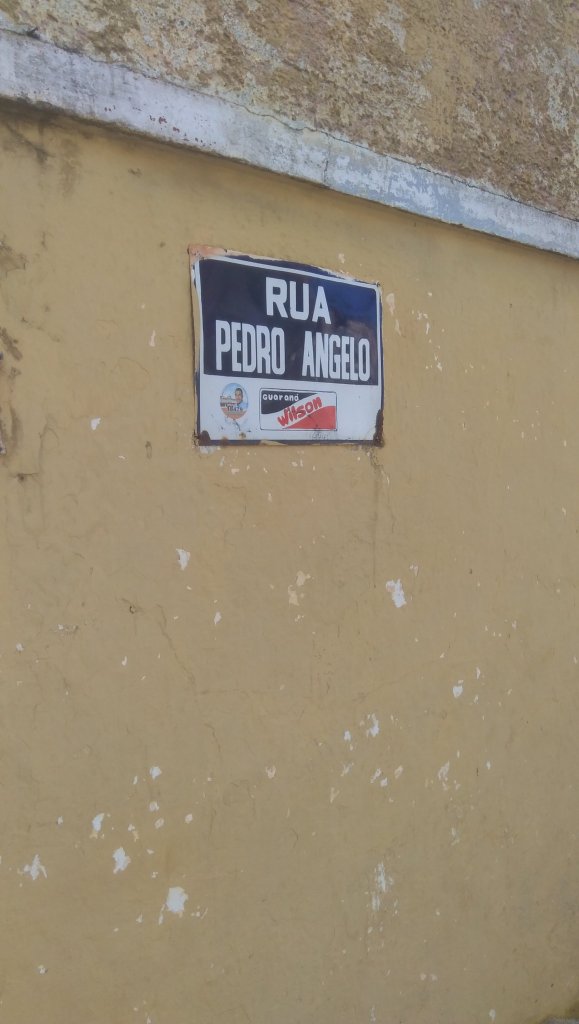 RUA
PEDRO ANGELO
Guaraná
Wilson